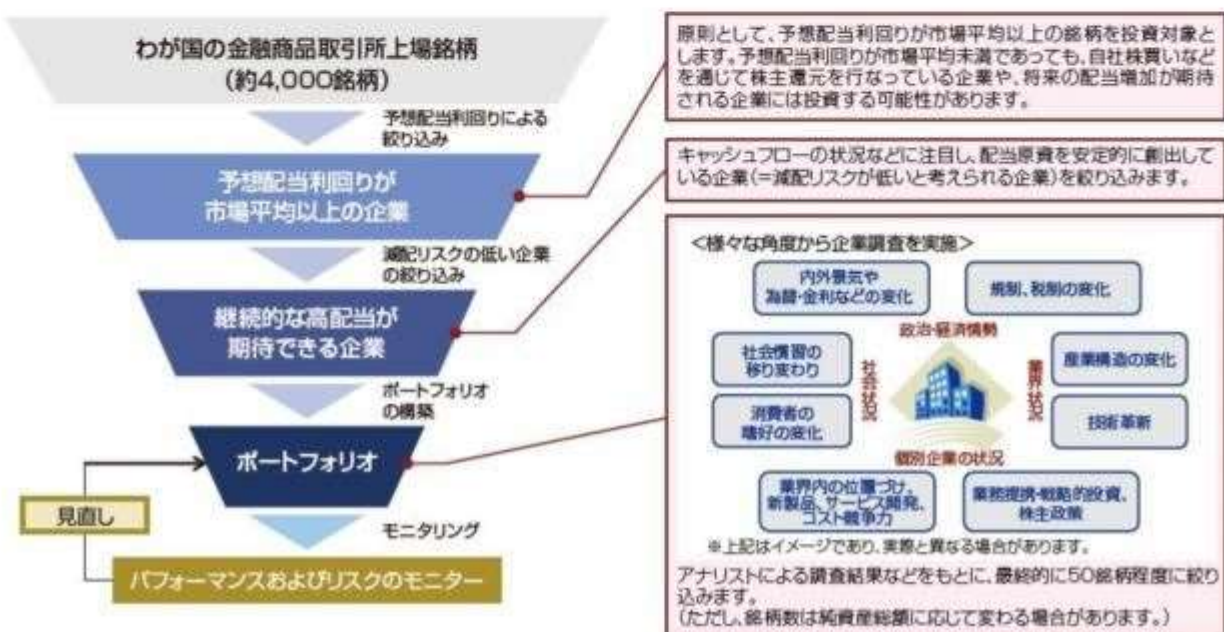 わが国の金融商品取引所上場銘柄
(約4,000銘柄)
予想配当利回りによる
絞り込み
予想配当利回りが
市場平均以上の企業
減配リスクの低い企業
の絞り込み
継続的な高配当が
期待できる企業
ポートフォリオ
の構築
ポートフォリオ
見直し
モニタリング
パフォーマンスおよびリスクのモニター
原則として、予想配当利回りが市場平均以上の銘柄を投資対象と
します。予想配当利回りが市場平均未満であっても、自社株買いなど
を通じて株主還元を行なっている企業や、将来の配当増加が期待
される企業には投資する可能性があります。
キャッシュフローの状況などに注目し、配当原資を安定的に創出して
いる企業(=減配リスクが低いと考えられる企業)を絞り込みます。
<様々な角度から企業調査を実施>
内外景気や
為替・金利などの変化
規制、税制の変化
政治・経済情勢
社会慣習の
移り変わり
社会状況
業界状況
産業構造の変化
消費者の
嗜好の変化
技術革新
個別企業の状況
業界内の位置づけ、
新製品、サービス開発、
コスト競争力
業務提携・戦略的投資、
株主政策
※上記はイメージであり、実際と異なる場合があります。
アナリストによる調査結果などをもとに、最終的に50銘柄程度に絞り
込みます。
(ただし、銘柄数は純資産総額に応じて変わる場合があります。)